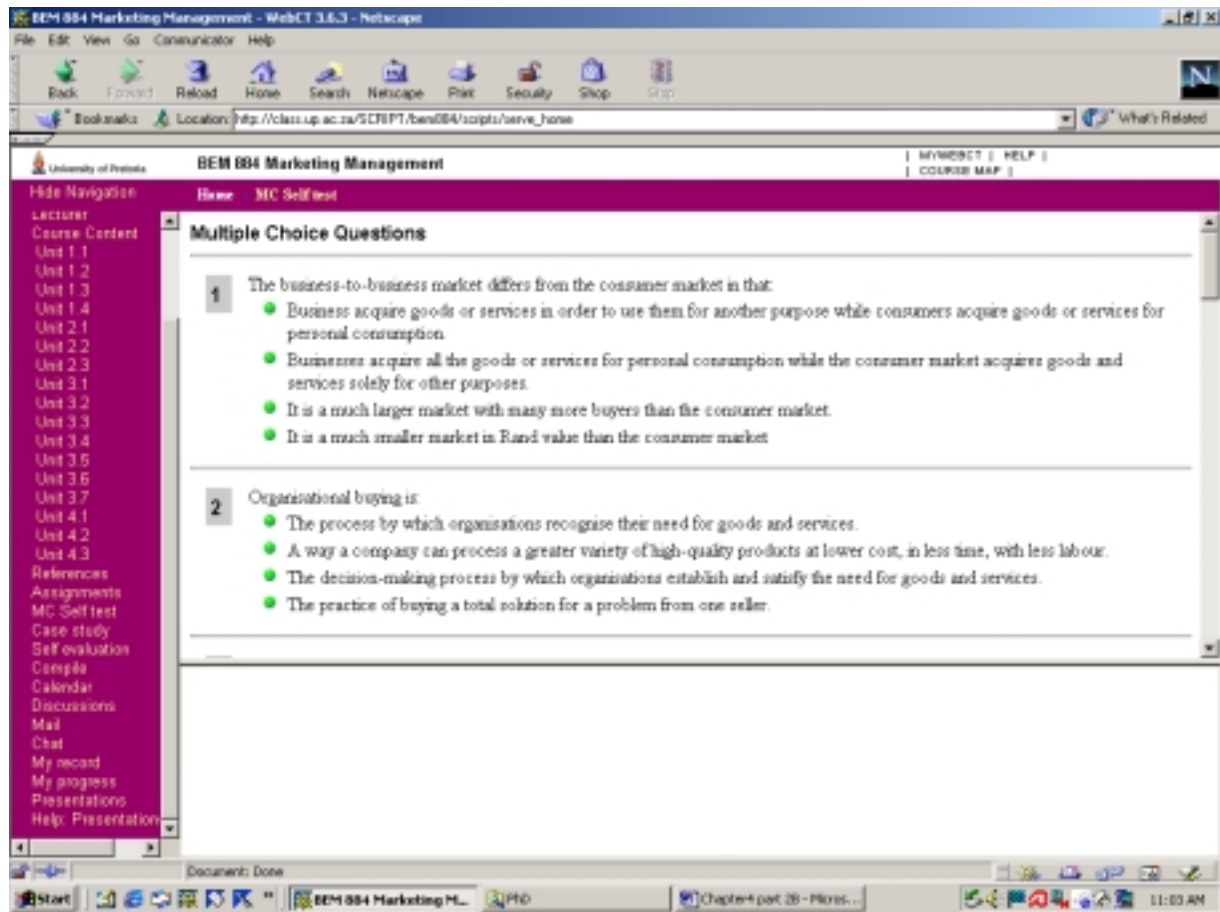 BEM 884 Marketing Management - WebCT 3.6.3 - Netscape
File Edit View Go Communicator Help
Back Forward Reload Home Search Netscape Print Security Shop Stop
Bookmarks Location: http://class.up.ac.za/SCRIPT/bem884/scripts/serve_home What's Related
University of Pretoria
BEM 884 Marketing Management
| MYWEBCT | HELP |
| COURSE MAP |
Hide Navigation
Home MC Self test
Lecturer
Course Content
Unit 1.1
Unit 1.2
Unit 1.3
Unit 1.4
Unit 2.1
Unit 2.2
Unit 2.3
Unit 3.1
Unit 3.2
Unit 3.3
Unit 3.4
Unit 3.5
Unit 3.6
Unit 3.7
Unit 4.1
Unit 4.2
Unit 4.3
References
Assignments
MC Self test
Case study
Self evaluation
Compile
Calendar
Discussions
Mail
Chat
My record
My progress
Presentations
Help: Presentation
Multiple Choice Questions
1 The business-to-business market differs from the consumer market in that:
Business acquire goods or services in order to use them for another purpose while consumers acquire goods or services for
personal consumption.
Businesses acquire all the goods or services for personal consumption while the consumer market acquires goods and
services solely for other purposes.
It is a much larger market with many more buyers than the consumer market.
It is a much smaller market in Rand value than the consumer market
2 Organisational buying is:
The process by which organisations recognise their need for goods and services.
A way a company can process a greater variety of high-quality products at lower cost, in less time, with less labour.
The decision-making process by which organisations establish and satisfy the need for goods and services.
The practice of buying a total solution for a problem from one seller.
Document: Done
Start BEM 884 Marketing M... PhD Chapter4 part 2B - Micros... 11:03 AM